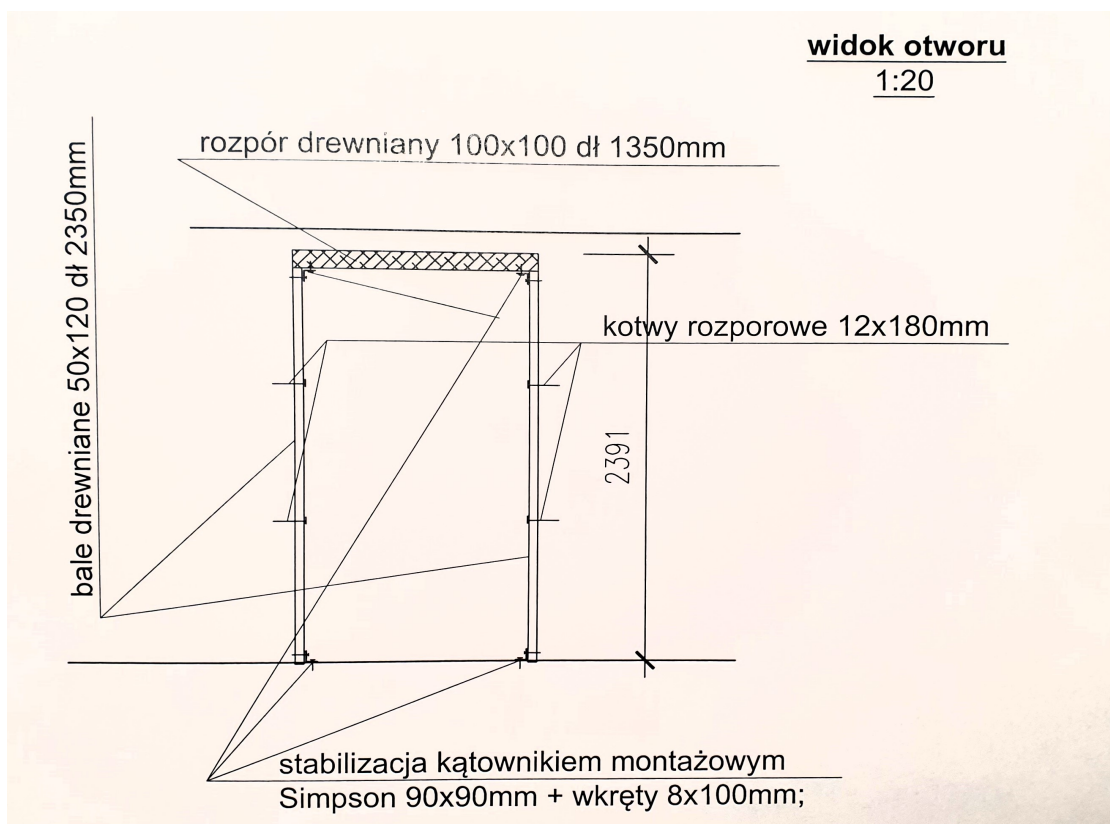 widok otworu
1:20
rozpór drewniany 100x100 dł 1350mm
bale drewniane 50x120 dł 2350mm
kotwy rozporowe 12x180mm
2391
stabilizacja kątownikiem montażowym
Simpson 90x90mm + wkręty 8x100mm;